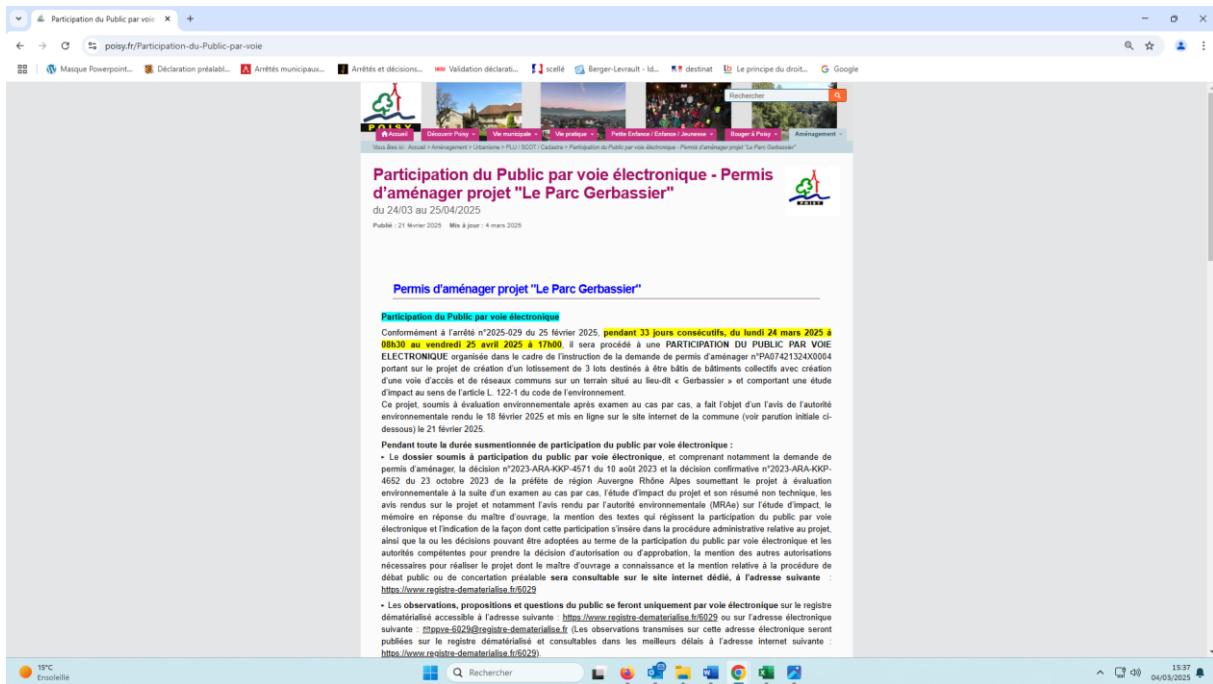 Participation du Public par voie
poisy.fr/Participation-du-Public-par-voie
Masque Powerpoint... Déclaration préalabl... Arrêtés municipaux... Arrêtés et décisions... Validation déclarati... scellé Berger-Levrault - Id... destinat Le principe du droit... Google
Rechercher
POISY
Accueil Découvrir Poisy Vie municipale Vie pratique Petite Enfance / Enfance / Jeunesse Bouger à Poisy Aménagement
Vous êtes ici : Accueil > Aménagement > Urbanisme > PLU / SCOT / Cadastre > Participation du Public par voie électronique - Permis d'aménager projet "Le Parc Gerbassier"
Participation du Public par voie électronique - Permis
d'aménager projet "Le Parc Gerbassier"
POISY
du 24/03 au 25/04/2025
Publié : 21 février 2025 Mis à jour : 4 mars 2025
Permis d'aménager projet "Le Parc Gerbassier"
Participation du Public par voie électronique
Conformément à l'arrêté n°2025-029 du 25 février 2025, pendant 33 jours consécutifs, du lundi 24 mars 2025 à
08h30 au vendredi 25 avril 2025 à 17h00, il sera procédé à une PARTICIPATION DU PUBLIC PAR VOIE
ELECTRONIQUE organisée dans le cadre de l'instruction de la demande de permis d'aménager n°PA07421324X0004
portant sur le projet de création d'un lotissement de 3 lots destinés à être bâtis de bâtiments collectifs avec création
d'une voie d'accès et de réseaux communs sur un terrain situé au lieu-dit « Gerbassier » et comportant une étude
d'impact au sens de l'article L. 122-1 du code de l'environnement.
Ce projet, soumis à évaluation environnementale après examen au cas par cas, a fait l'objet d'un l'avis de l'autorité
environnementale rendu le 18 février 2025 et mis en ligne sur le site internet de la commune (voir parution initiale ci-
dessous) le 21 février 2025.
Pendant toute la durée susmentionnée de participation du public par voie électronique :
• Le dossier soumis à participation du public par voie électronique, et comprenant notamment la demande de
permis d'aménager, la décision n°2023-ARA-KKP-4571 du 10 août 2023 et la décision confirmative n°2023-ARA-KKP-
4652 du 23 octobre 2023 de la préfète de région Auvergne Rhône Alpes soumettant le projet à évaluation
environnementale à la suite d'un examen au cas par cas, l'étude d'impact du projet et son résumé non technique, les
avis rendus sur le projet et notamment l'avis rendu par l'autorité environnementale (MRAe) sur l'étude d'impact, le
mémoire en réponse du maître d'ouvrage, la mention des textes qui régissent la participation du public par voie
électronique et l'indication de la façon dont cette participation s'insère dans la procédure administrative relative au projet,
ainsi que la ou les décisions pouvant être adoptées au terme de la participation du public par voie électronique et les
autorités compétentes pour prendre la décision d'autorisation ou d'approbation, la mention des autres autorisations
nécessaires pour réaliser le projet dont le maître d'ouvrage a connaissance et la mention relative à la procédure de
débat public ou de concertation préalable sera consultable sur le site internet dédié, à l'adresse suivante :
https://www.registre-dematerialise.fr/6029
• Les observations, propositions et questions du public se feront uniquement par voie électronique sur le registre
dématérialisé accessible à l'adresse suivante : https://www.registre-dematerialise.fr/6029 ou sur l'adresse électronique
suivante : ppve-6029@registre-dematerialise.fr (Les observations transmises sur cette adresse électronique seront
publiées sur le registre dématérialisé et consultables dans les meilleurs délais à l'adresse internet suivante :
https://www.registre-dematerialise.fr/6029).
15°C
Ensoleillé
Rechercher
15:37
04/03/2025